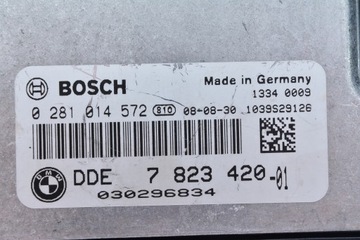 BOSCH
Made in Germany
1334 0009
0 281 014 572 810 08-08-30 1039S29126
BMW
DDE 7 823 420-01
030296834